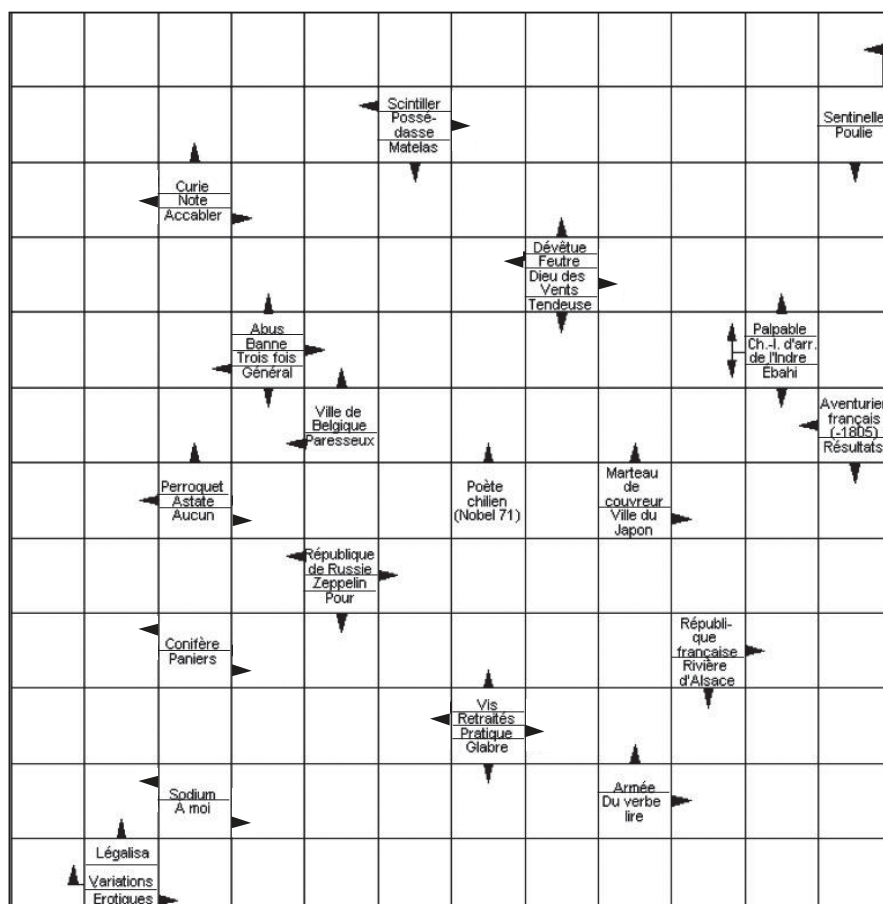 Scintiller
Possé-
dasse
Matelas
Sentinelle
Poulie
Curie
Note
Accabler
Dévêtue
Feutre
Dieu des
Vents
Tendeuse
Abus
Banne
Trois fois
Général
Palpable
Ch.-l. d'arr.
de l'Indre
Ebahi
Ville de
Belgique
Paresseux
Aventurier
français
(-1805)
Résultats
Perroquet
Astate
Aucun
Poète
chilien
(Nobel 71)
Marteau
de
couvreur
Ville du
Japon
République
de Russie
Zeppelin
Pour
Conifère
Paniers
Républi-
que
française
Rivière
d'Alsace
Vis
Retraités
Pratique
Glabre
Sodium
A moi
Armée
Du verbe
lire
Légalisa
Variations
Erotiques